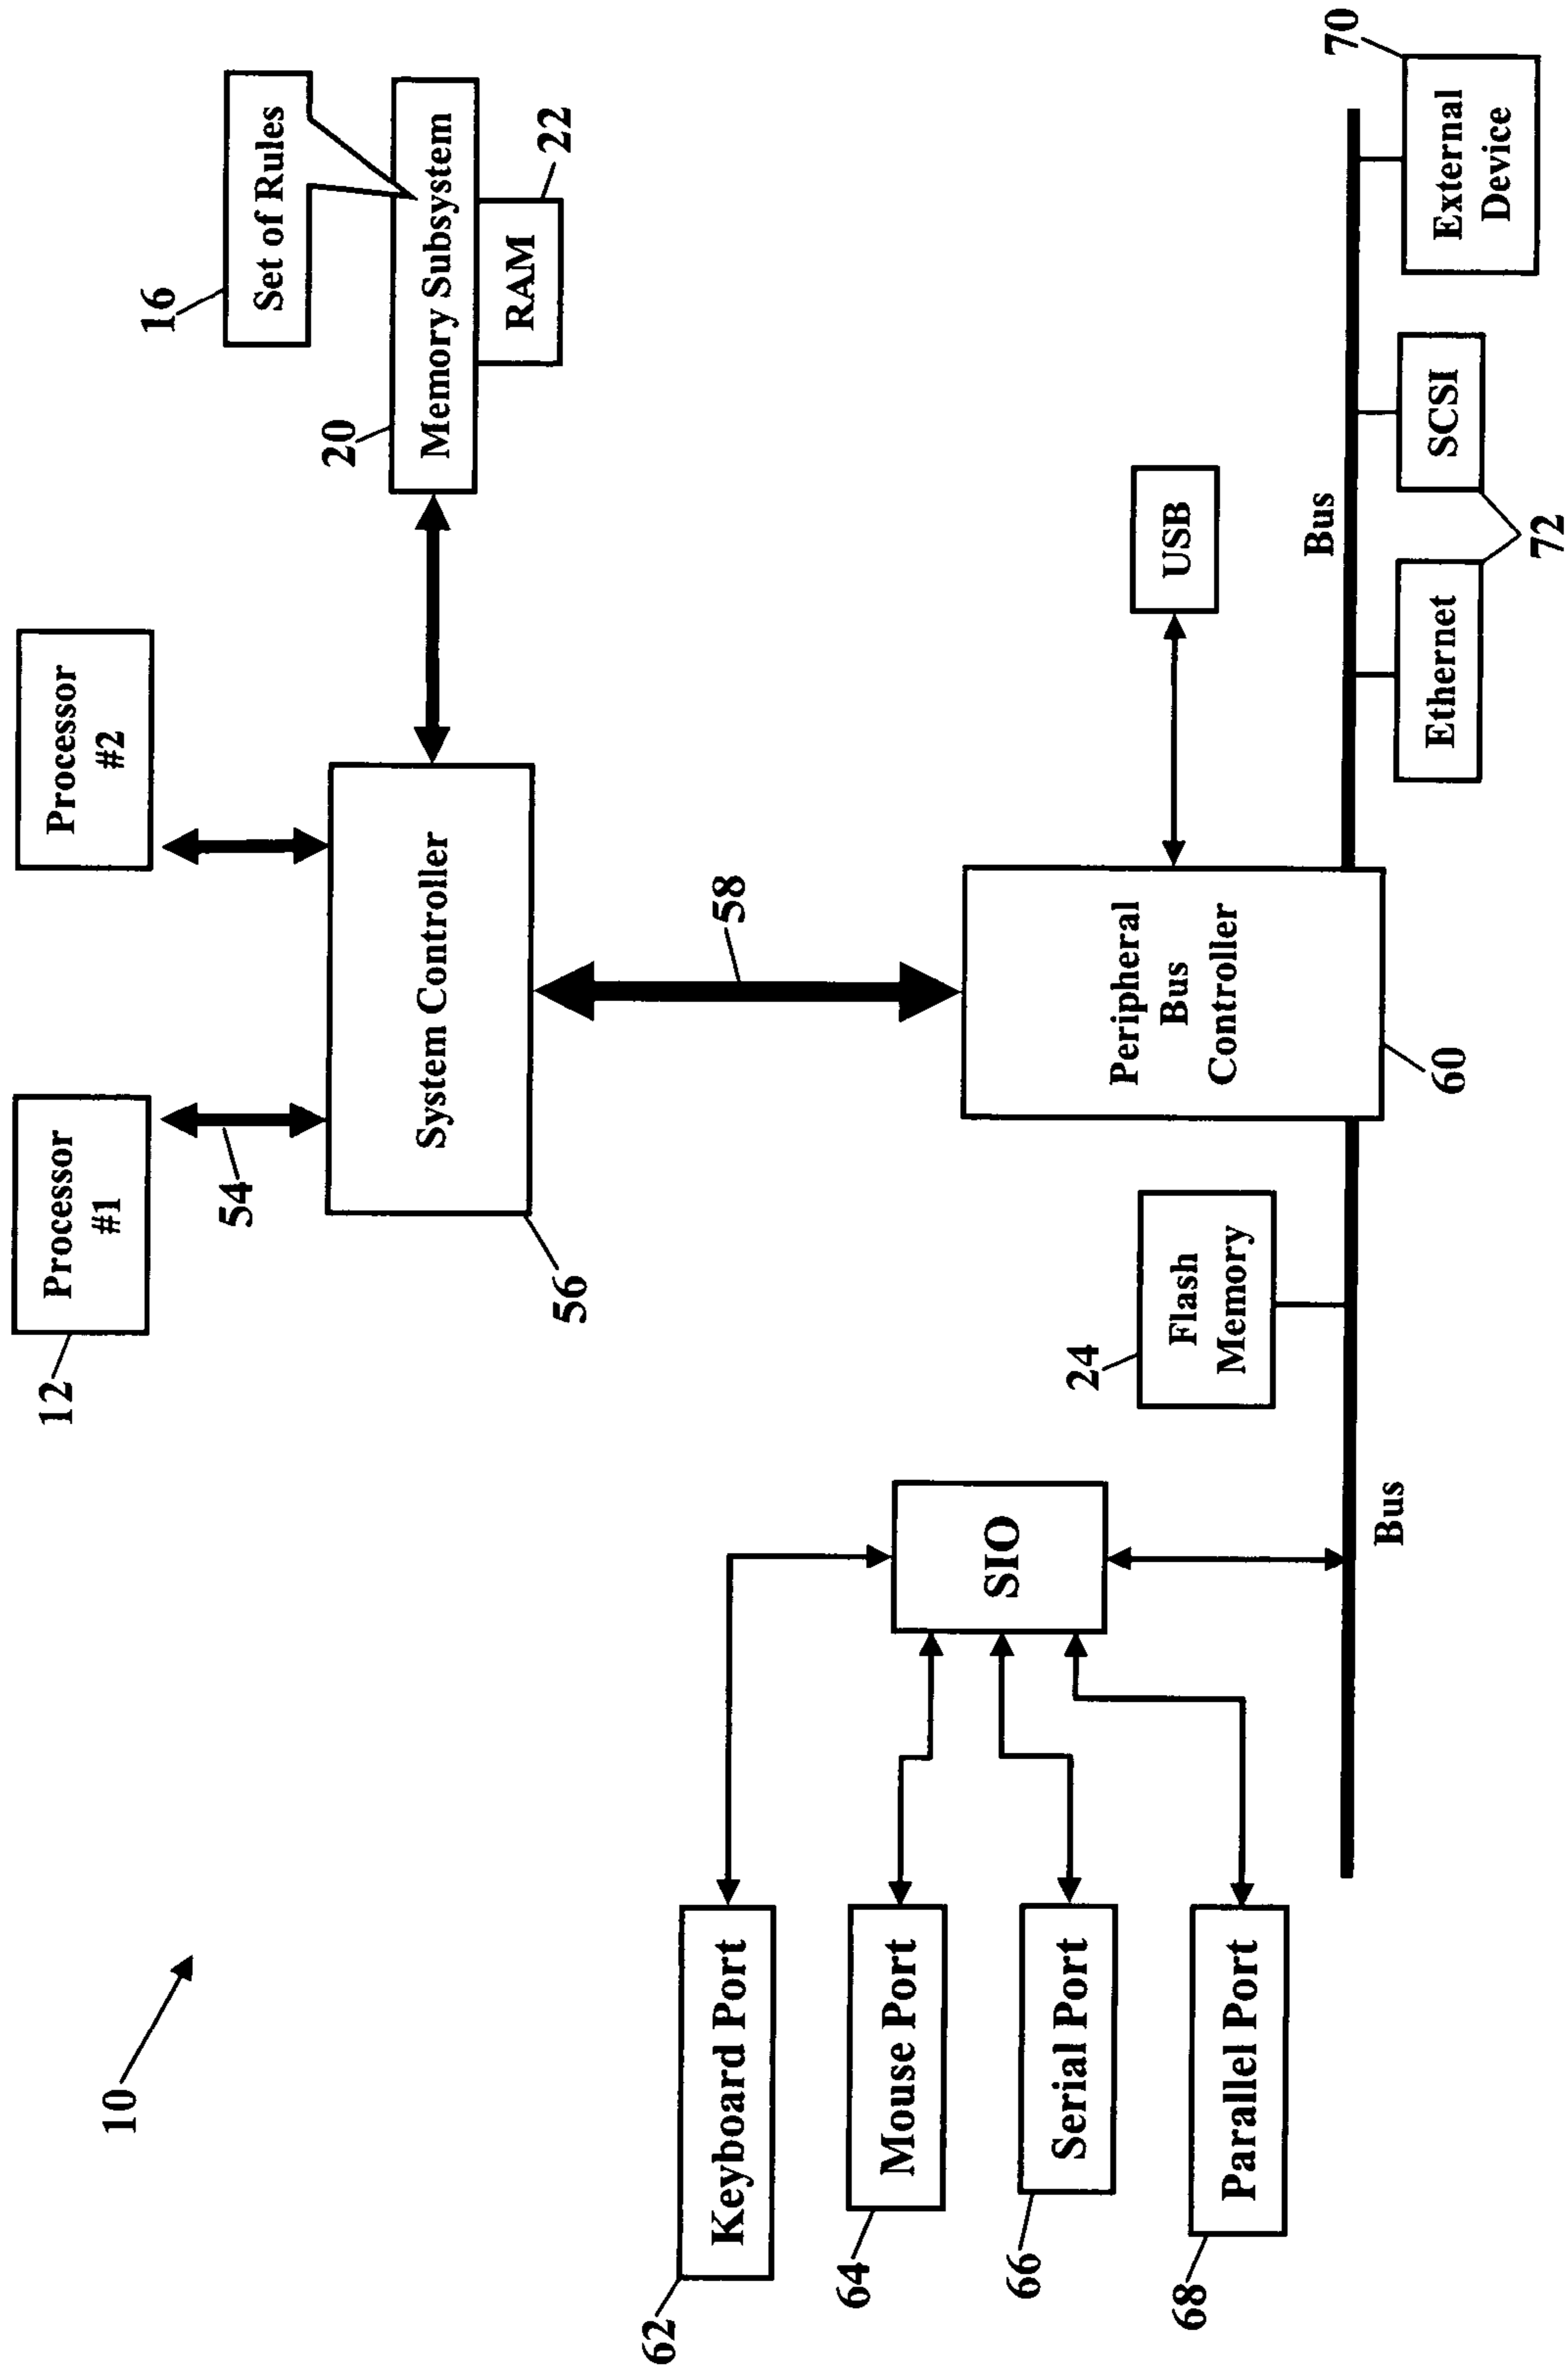 10
12
Processor
#1
Processor
#2
54
16
Set of Rules
20
Memory Subsystem
RAM
22
System Controller
56
58
USB
Peripheral
Bus
Controller
60
62
Keyboard Port
64
Mouse Port
66
Serial Port
68
Parallel Port
SIO
24
Flash
Memory
Bus
Bus
Ethernet
SCSI
72
External
Device
70